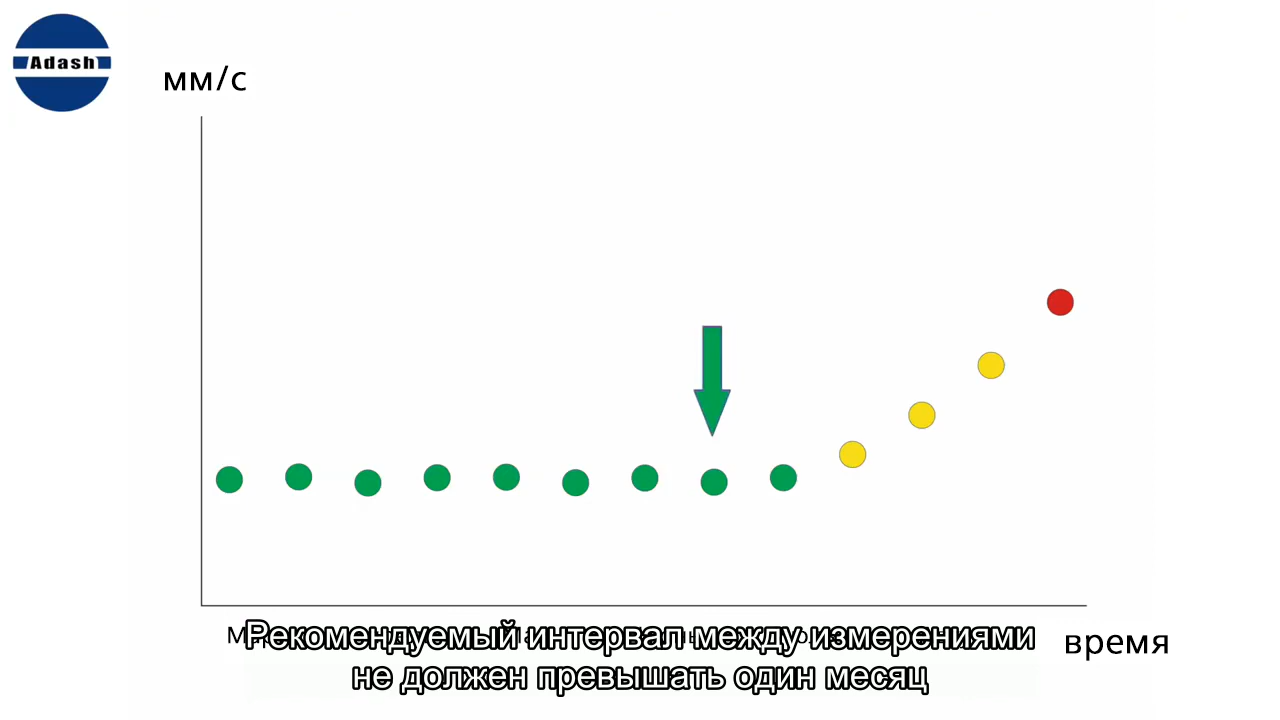 Adash
мм/с
время
Рекомендуемый интервал между измерениями
не должен превышать один месяц